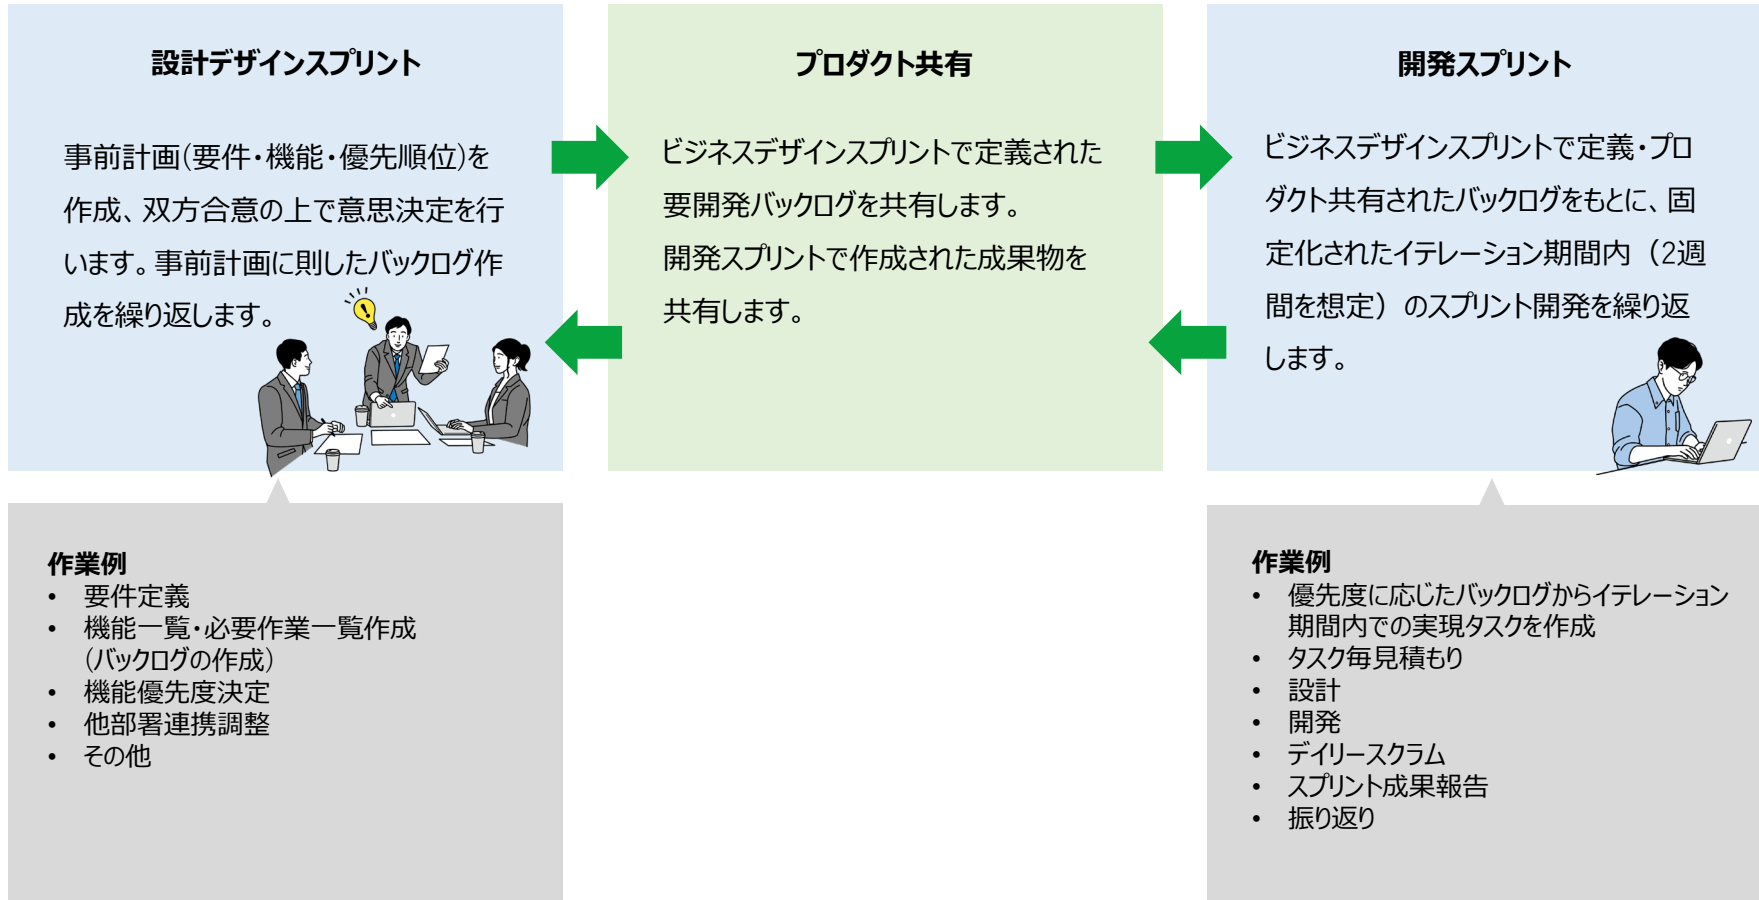 設計デザインスプリント
事前計画(要件・機能・優先順位)を
作成、双方合意の上で意思決定を行
います。事前計画に則したバックログ作
成を繰り返します。
プロダクト共有
ビジネスデザインスプリントで定義された
要開発バックログを共有します。
開発スプリントで作成された成果物を
共有します。
開発スプリント
ビジネスデザインスプリントで定義・プロ
ダクト共有されたバックログをもとに、固
定化されたイテレーション期間内（2週
間を想定）のスプリント開発を繰り返
します。
作業例
• 要件定義
• 機能一覧・必要作業一覧作成
（バックログの作成）
• 機能優先度決定
• 他部署連携調整
• その他
作業例
• 優先度に応じたバックログからイテレーション
期間内での実現タスクを作成
• タスク毎見積もり
• 設計
• 開発
• デイリースクラム
• スプリント成果報告
• 振り返り